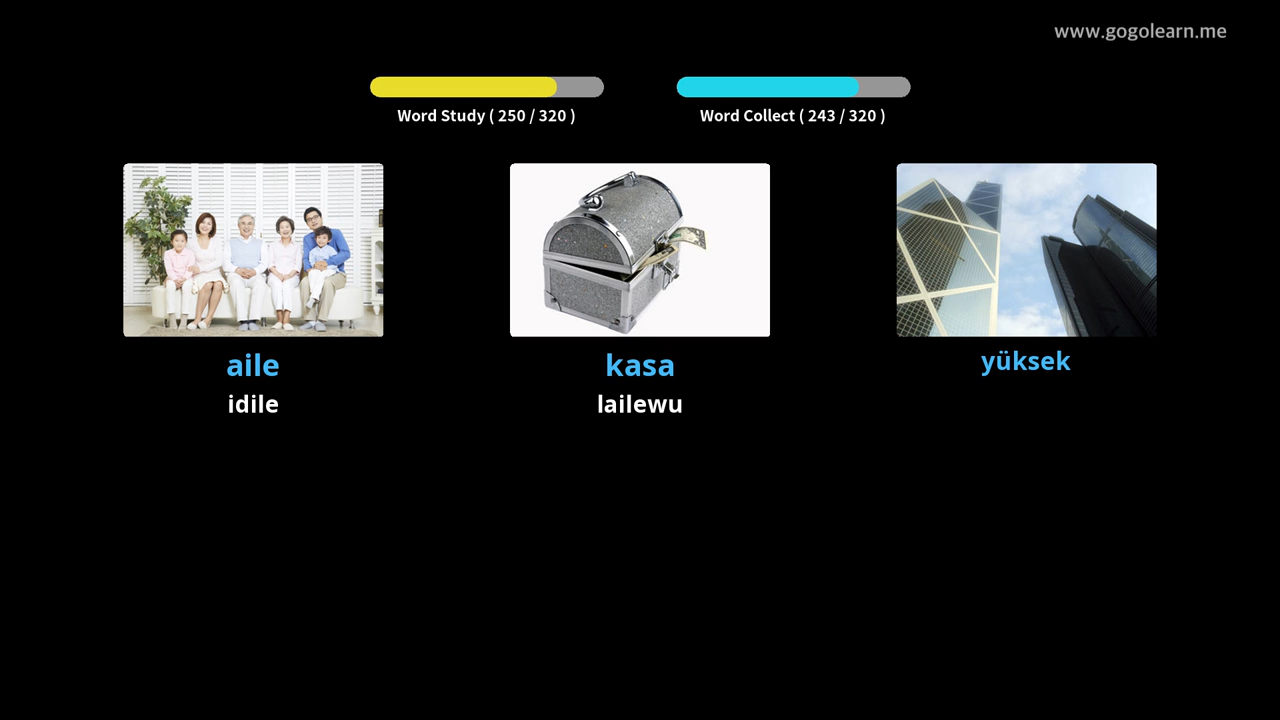 www.gogolearn.me
Word Study ( 250 / 320 )
Word Collect ( 243 / 320 )
aile
idile
kasa
lailewu
yüksek